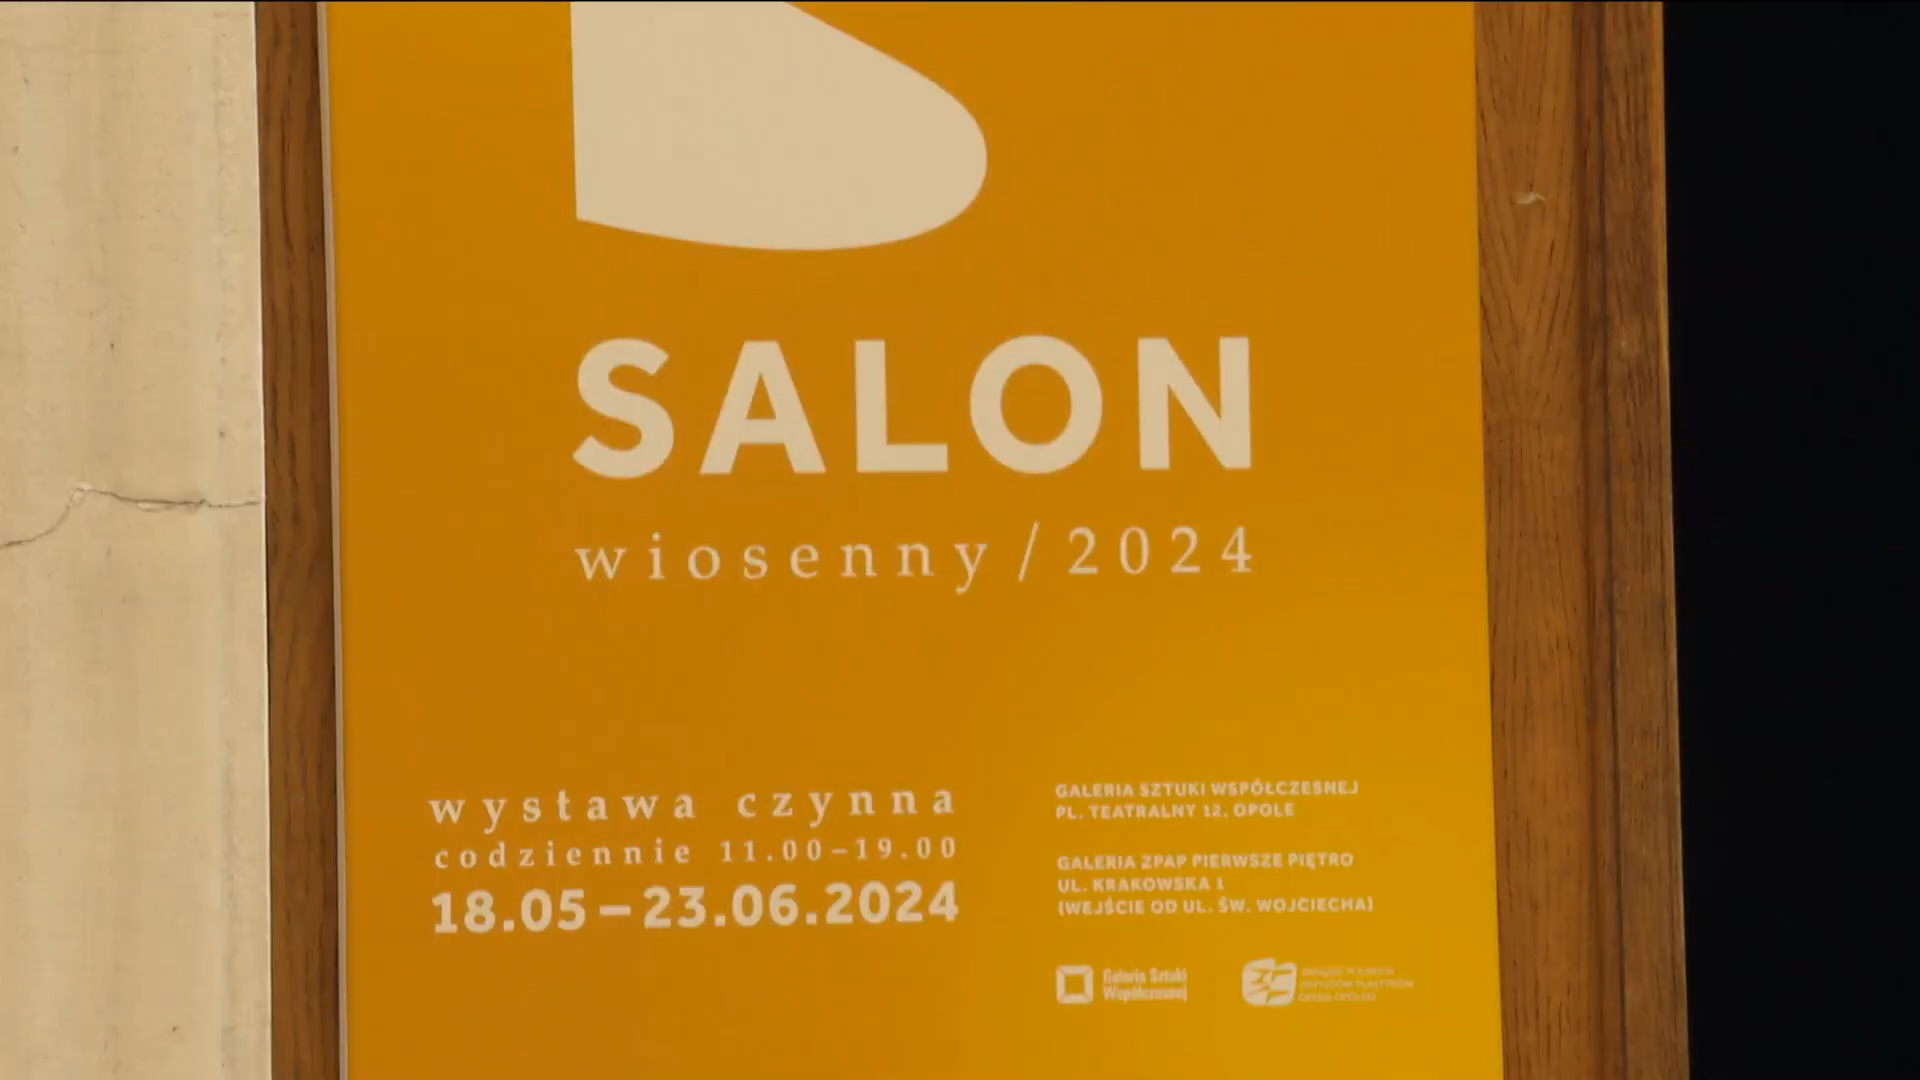 SALON
wiosenny/2024
wystawa czynna
codziennie 11.00–19.00
18.05–23.06.2024
GALERIA SZTUKI WSPÓŁCZESNEJ
PL. TEATRALNY 12, OPOLE
GALERIA ZPAP PIERWSZE PIĘTRO
UL. KRAKOWSKA 1
(WEJŚCIE OD UL. ŚW. WOJCIECHA)
Galeria Sztuki
Współczesnej